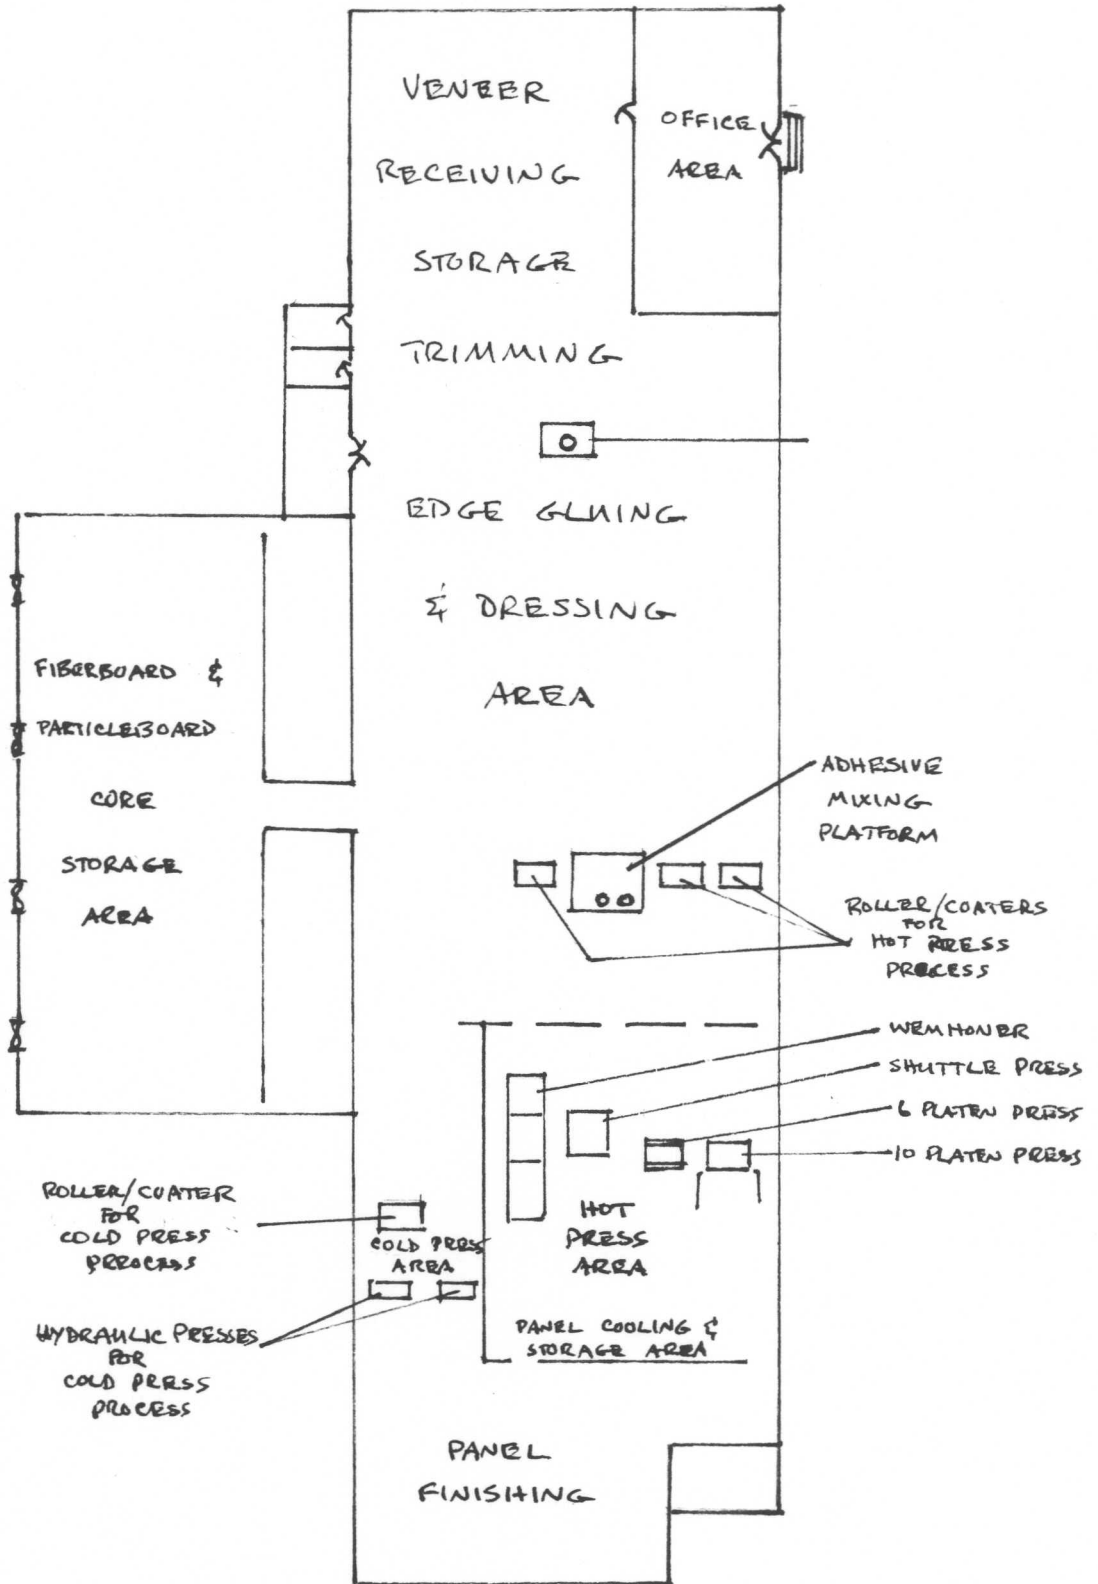 VENEER
RECEIVING
STORAGE
TRIMMING
OFFICE
AREA
EDGE GLUING
& DRESSING
AREA
FIBERBOARD &
PARTICLEBOARD
CORE
STORAGE
AREA
ADHESIVE
MIXING
PLATFORM
ROLLER/COATERS
FOR
HOT PRESS
PROCESS
WEMHONER
SHUTTLE PRESS
6 PLATEN PRESS
10 PLATEN PRESS
ROLLER/COATER
FOR
COLD PRESS
PRROCESS
COLD PRESS
AREA
HOT
PRESS
AREA
HYDRAULIC PRESSES
FOR
COLD PRESS
PROCESS
PANEL COOLING &
STORAGE AREA
PANEL
FINISHING